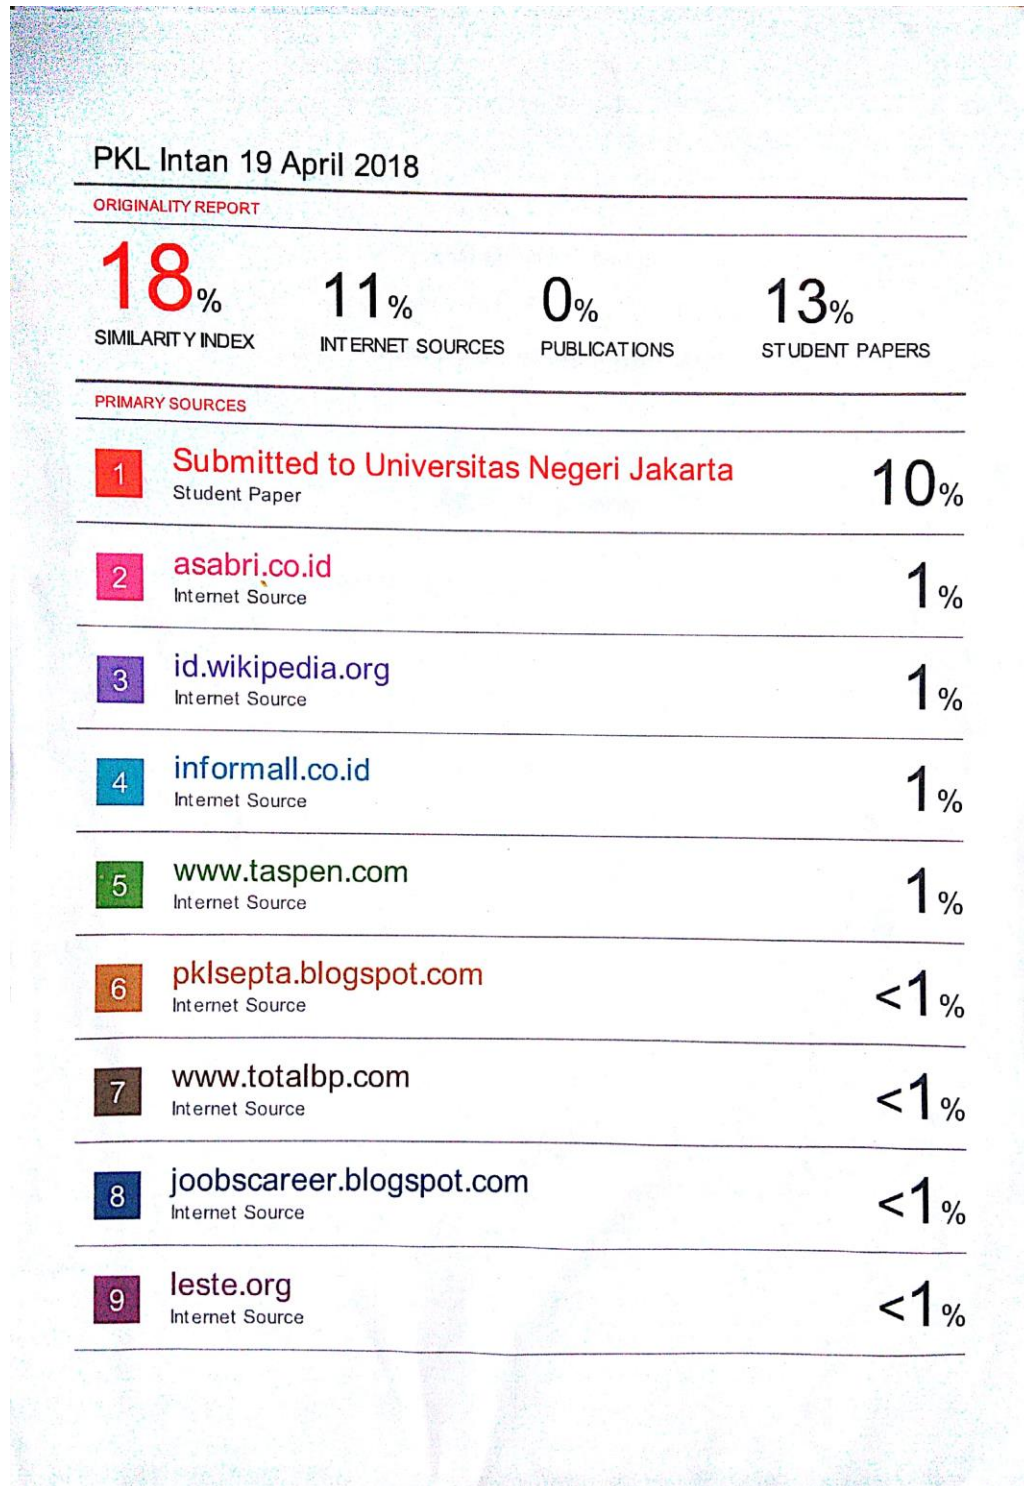 PKL Intan 19 April 2018
ORIGINALITY REPORT
18% 11% 0% 13%
SIMILARITY INDEX INTERNET SOURCES PUBLICATIONS STUDENT PAPERS
PRIMARY SOURCES
1 Submitted to Universitas Negeri Jakarta 10%
Student Paper
2 asabri.co.id 1%
Internet Source
3 id.wikipedia.org 1%
Internet Source
4 informall.co.id 1%
Internet Source
5 www.taspen.com 1%
Internet Source
6 pklsepta.blogspot.com <1%
Internet Source
7 www.totalbp.com <1%
Internet Source
8 joobscareer.blogspot.com <1%
Internet Source
9 leste.org <1%
Internet Source